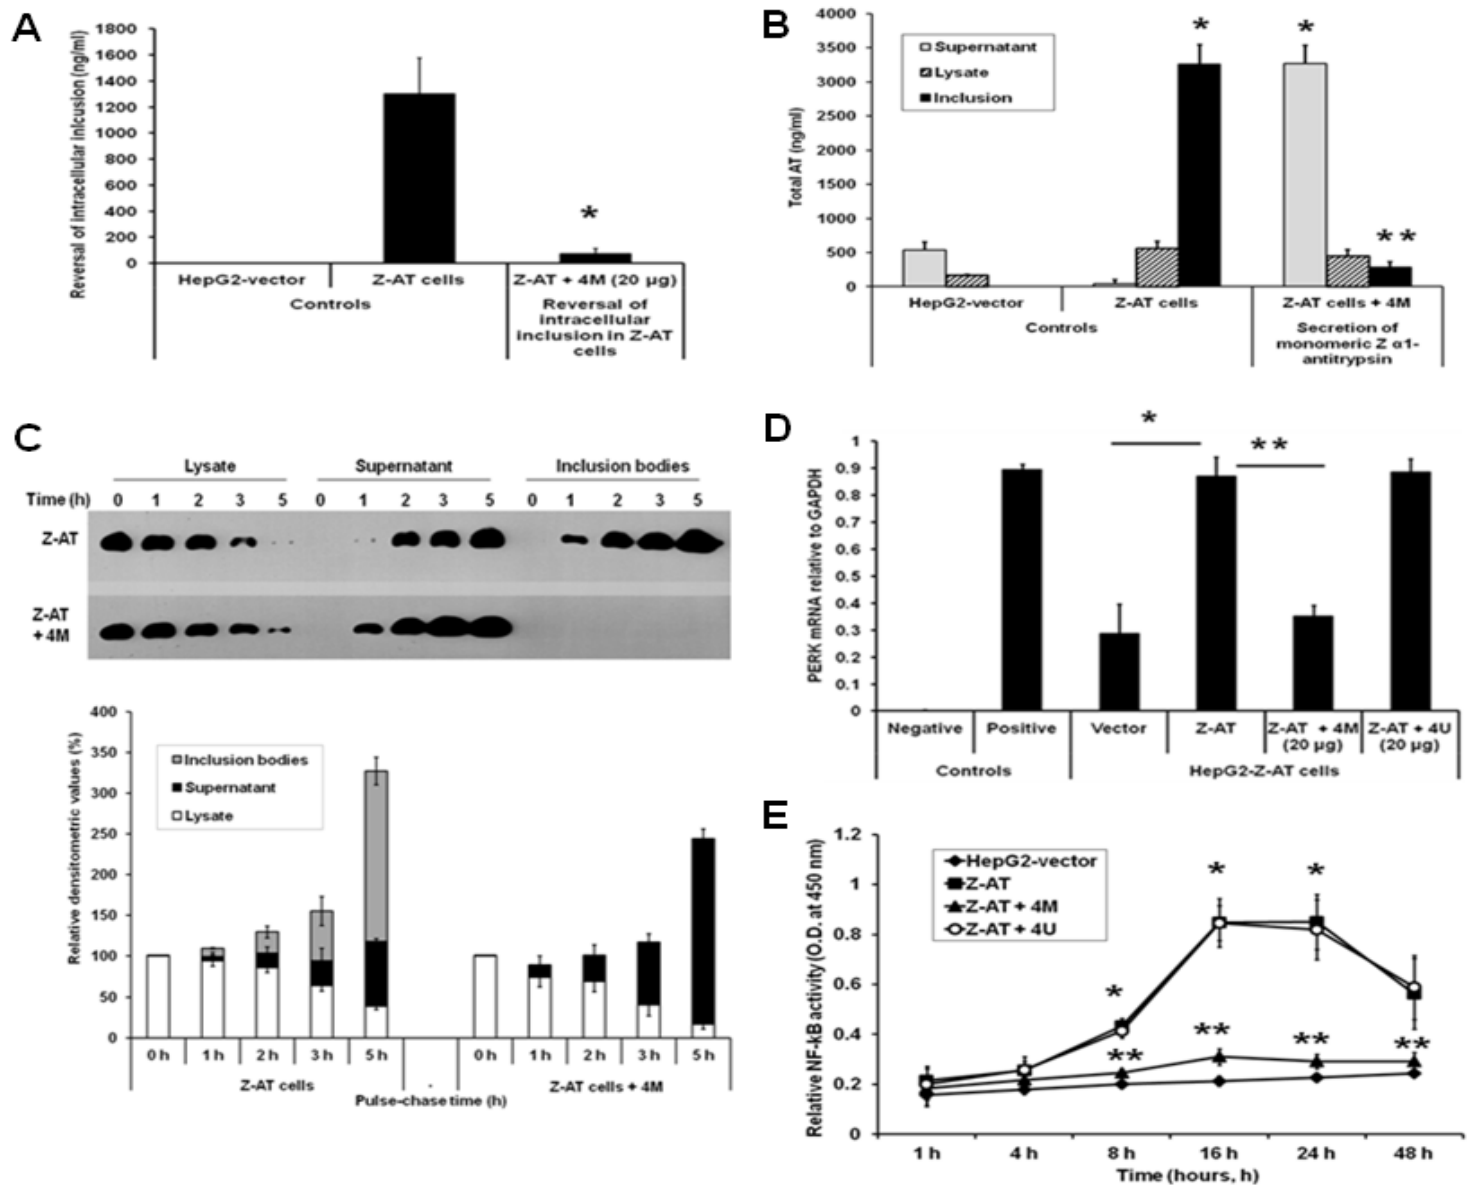 A
Reversal of intracellular inlcusion (ng/ml)
1800
1600
1400
1200
1000
800
600
400
200
0
*
HepG2-vector
Z-AT cells
Z-AT + 4M (20 µg)
Controls
Reversal of
intracellular
inclusion in Z-AT
cells
B
Total AT (ng/ml)
4000
3500
3000
2500
2000
1500
1000
500
0
Supernatant
Lysate
Inclusion
*
*
**
HepG2-vector
Z-AT cells
Z-AT cells + 4M
Controls
Secretion of
monomeric Z α1-
antitrypsin
C
Lysate
Supernatant
Inclusion bodies
Time (h)
0 1 2 3 5 0 1 2 3 5 0 1 2 3 5
Z-AT
Z-AT
+ 4M
Relative densitometric values (%)
400
350
300
250
200
150
100
50
0
Inclusion bodies
Supernatant
Lysate
0 h 1 h 2 h 3 h 5 h 0 h 1 h 2 h 3 h 5 h
Z-AT cells
Z-AT cells + 4M
Pulse-chase time (h)
D
PERK mRNA relative to GAPDH
1
0.9
0.8
0.7
0.6
0.5
0.4
0.3
0.2
0.1
0
*
**
Negative
Positive
Vector
Z-AT
Z-AT + 4M
(20 µg)
Z-AT + 4U
(20 µg)
Controls
HepG2-Z-AT cells
E
Relative NF-kB activity (O.D. at 450 nm)
1.2
1
0.8
0.6
0.4
0.2
0
HepG2-vector
Z-AT
Z-AT + 4M
Z-AT + 4U
*
*
*
**
**
**
**
1 h 4 h 8 h 16 h 24 h 48 h
Time (hours, h)